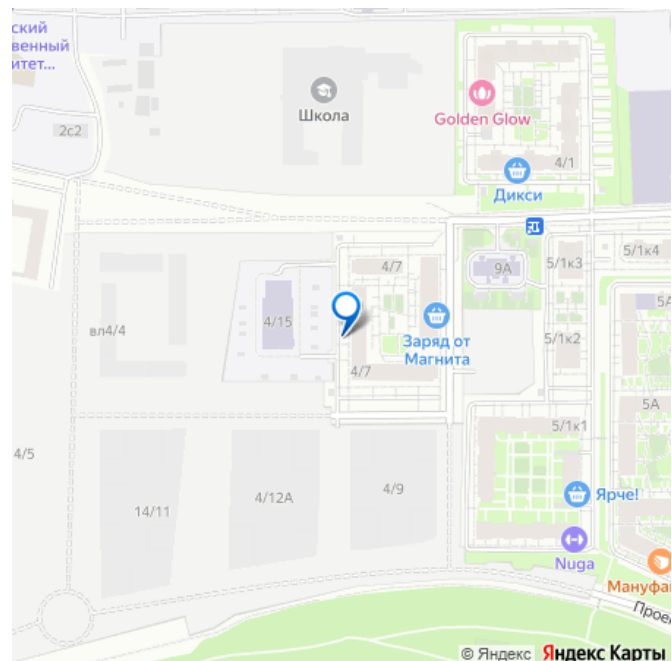 ский
венный
итет...
Школа
Golden Glow
2с2
4/1
Дикси
4/7
9А
5/1к3
5/1к4
5А
4/15
вл4/4
Заряд от
Магнита
5/1к2
4/7
5А
5/1к1
4/5
4/9
4/12А
14/11
Ярче!
Nuga
Мануфа
Прое
© Яндекс Яндекс Карты